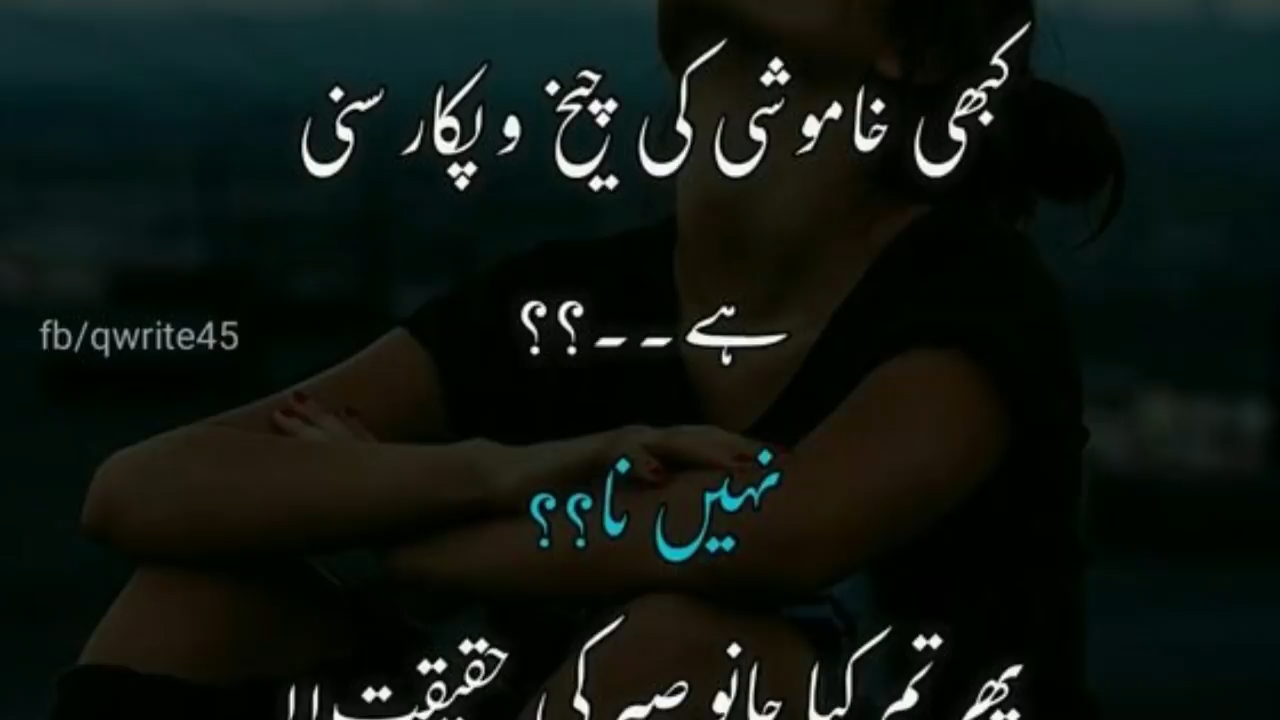 کبھی خاموشی کی چیخ و پکار سنی
ہے۔۔؟؟
fb/qwrite45
نہیں نا؟؟
پھر تم کیا جانو صبر کی حقیقت!!